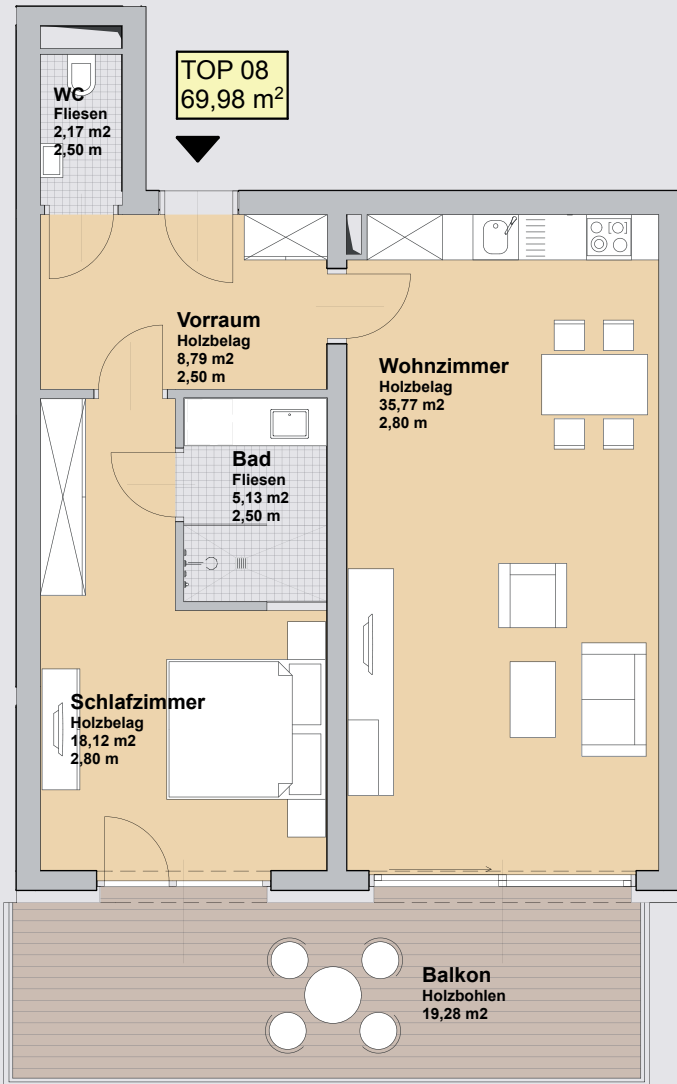 TOP 08
69,98 m²
WC
Fliesen
2,17 m2
2,50 m
Vorraum
Holzbelag
8,79 m2
2,50 m
Wohnzimmer
Holzbelag
35,77 m2
2,80 m
Bad
Fliesen
5,13 m2
2,50 m
Schlafzimmer
Holzbelag
18,12 m2
2,80 m
Balkon
Holzbohlen
19,28 m2